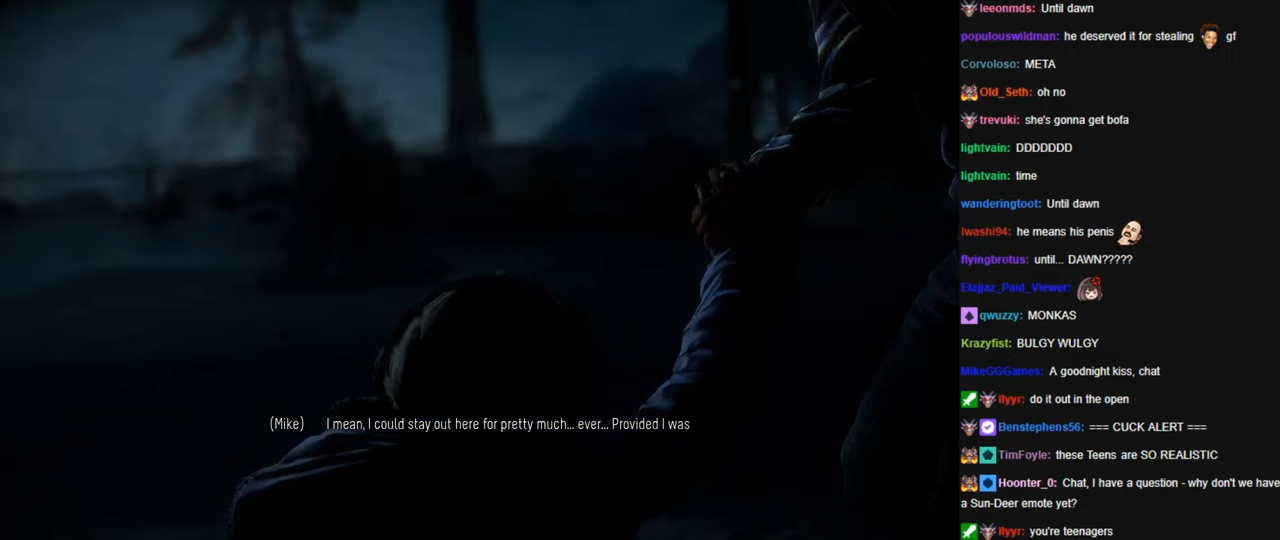 (Mike) I mean, I could stay out here for pretty much... ever... Provided I was
leeonmds: Until dawn
populouswildman: he deserved it for stealing gf
Corvoloso: META
Old_Seth: oh no
trevuki: she's gonna get bofa
lightvain: DDDDDDD
lightvain: time
wanderingtoot: Until dawn
Iwashi94: he means his penis
flyingbrotus: until... DAWN?????
Elajjaz_Paid_Viewer:
qwuzzy: MONKAS
Krazyfist: BULGY WULGY
MikeGGGames: A goodnight kiss, chat
llyyr: do it out in the open
Benstephens56: === CUCK ALERT ===
TimFoyle: these Teens are SO REALISTIC
Hoonter_0: Chat, I have a question - why don't we have
a Sun-Deer emote yet?
llyyr: you're teenagers